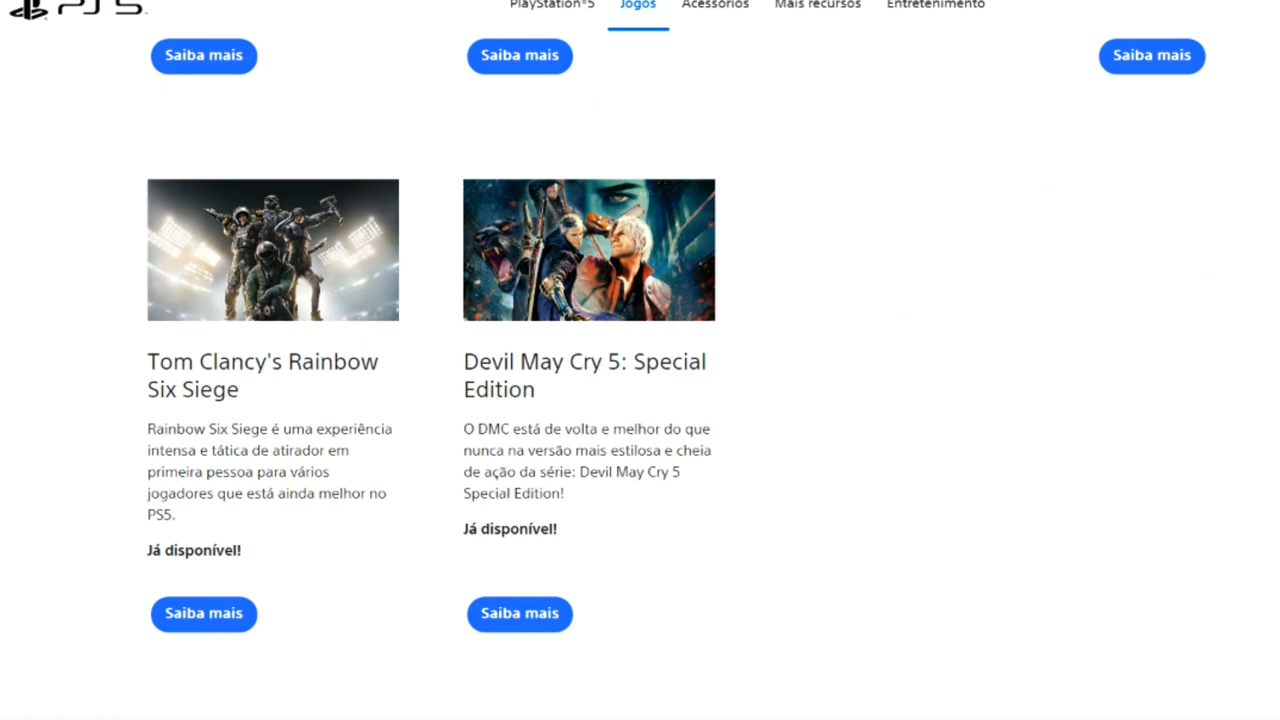 PS5
PlayStation®5 Jogos Acessórios Mais recursos Entretenimento
Saiba mais Saiba mais Saiba mais
Tom Clancy's Rainbow
Six Siege
Rainbow Six Siege é uma experiência
intensa e tática de atirador em
primeira pessoa para vários
jogadores que está ainda melhor no
PS5.
Já disponível!
Saiba mais
Devil May Cry 5: Special
Edition
O DMC está de volta e melhor do que
nunca na versão mais estilosa e cheia
de ação da série: Devil May Cry 5
Special Edition!
Já disponível!
Saiba mais